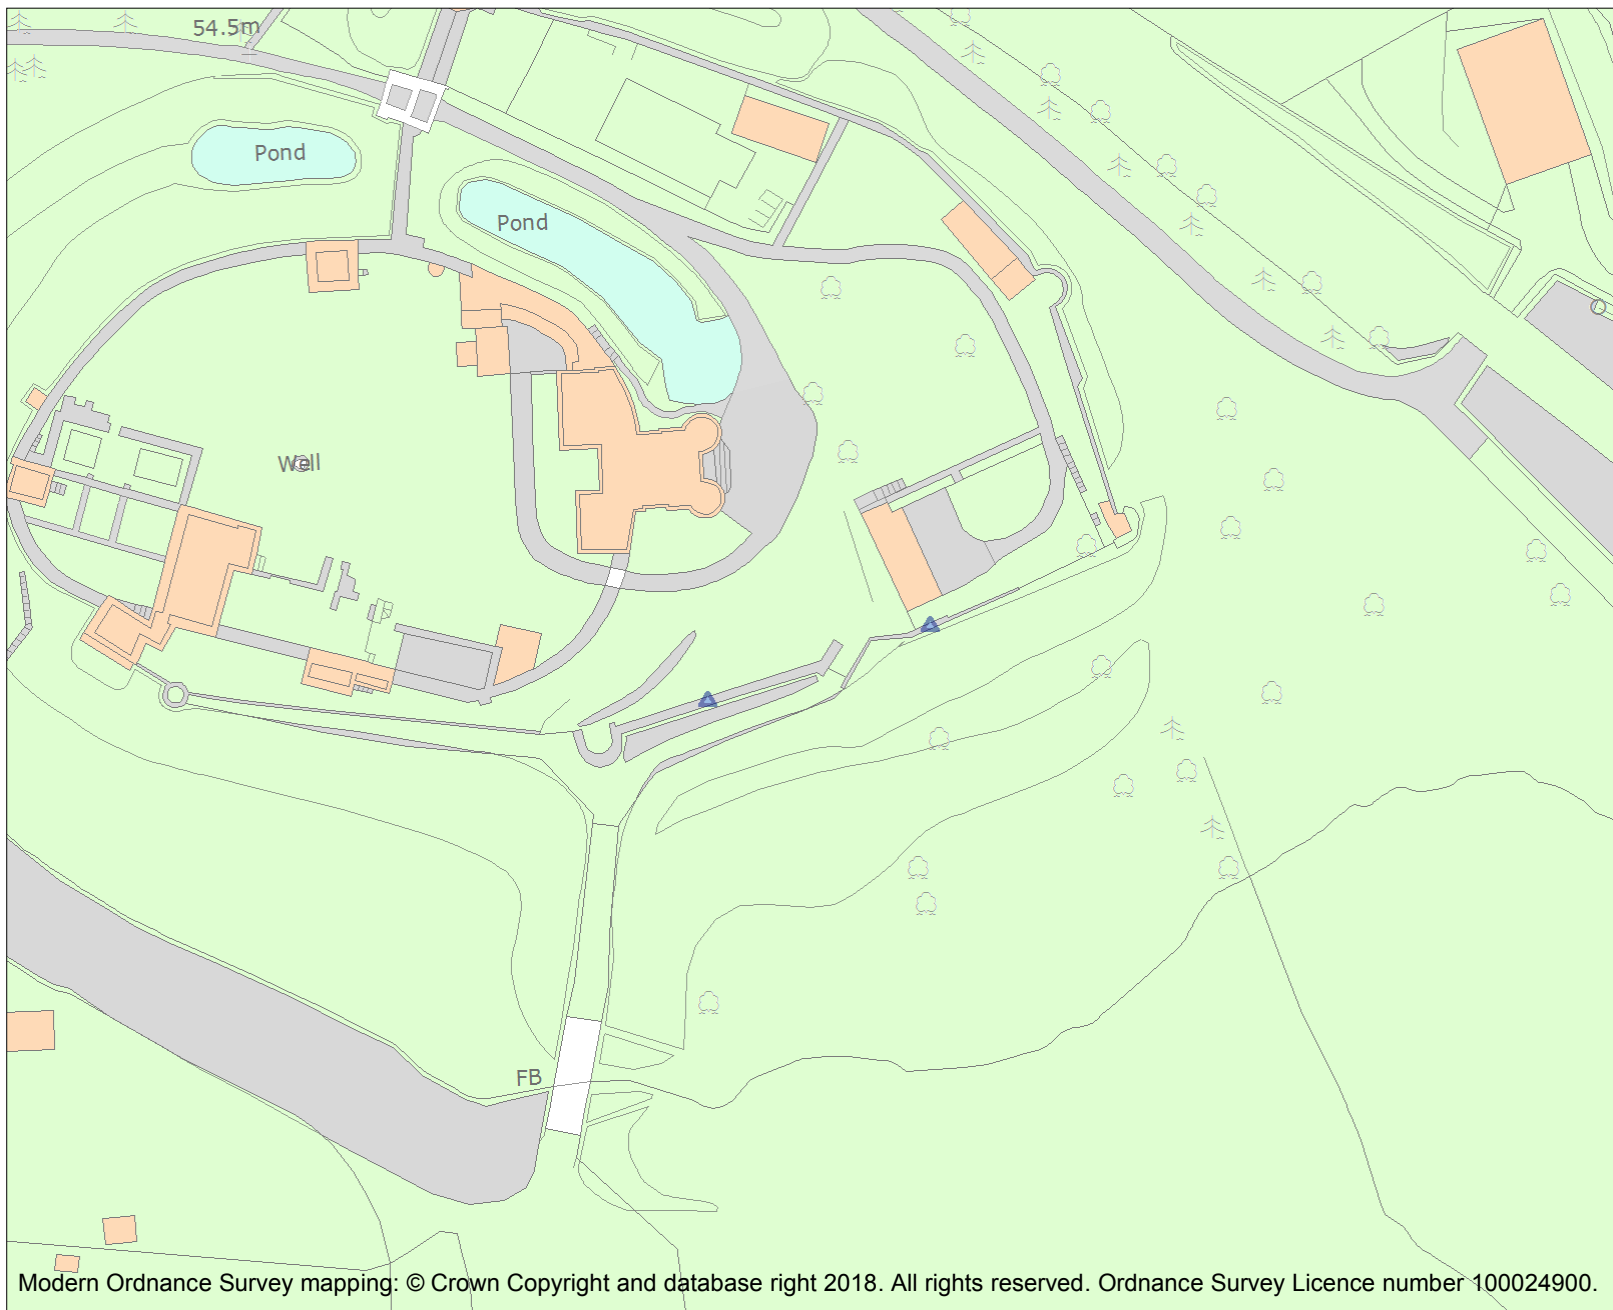 54.5m
Pond
Pond
Well
FB
Modern Ordnance Survey mapping: © Crown Copyright and database right 2018. All rights reserved. Ordnance Survey Licence number 100024900.